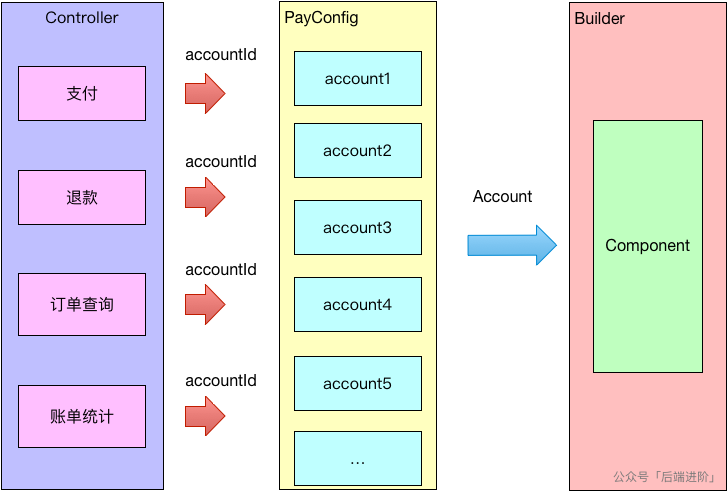 Controller
支付
退款
订单查询
账单统计
accountId
accountId
accountId
accountId
PayConfig
account1
account2
account3
account4
account5
...
Account
Builder
Component
公众号「后端进阶」